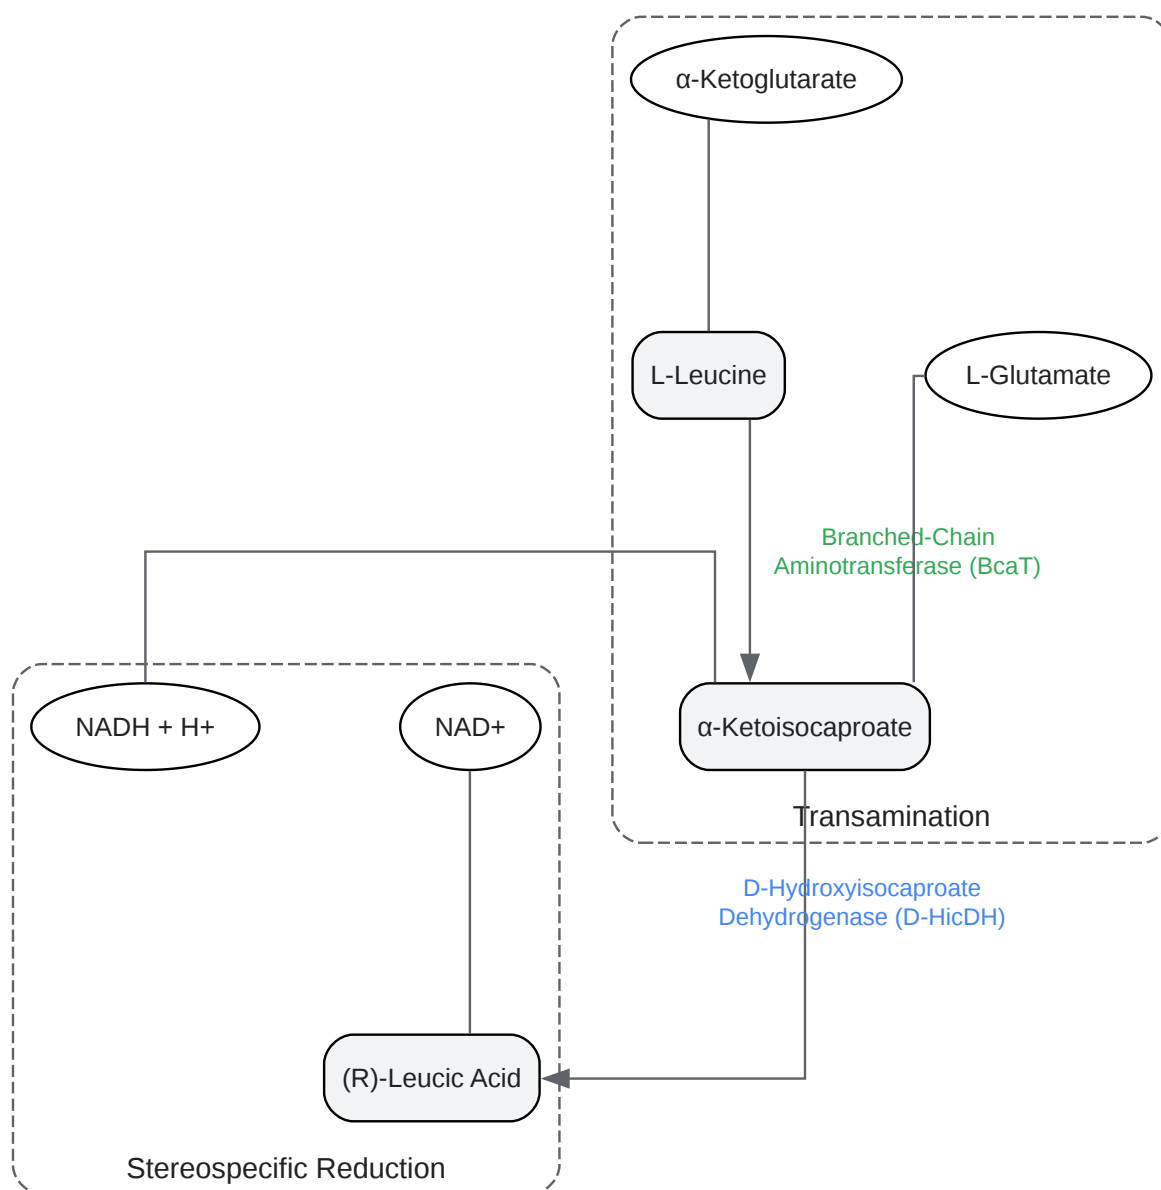 α-Ketoglutarate
L-Leucine
L-Glutamate
Branched-Chain
Aminotransferase (BcaT)
NADH + H+
NAD+
α-Ketoisocaproate
Transamination
D-Hydroxyisocaproate
Dehydrogenase (D-HicDH)
(R)-Leucic Acid
Stereospecific Reduction